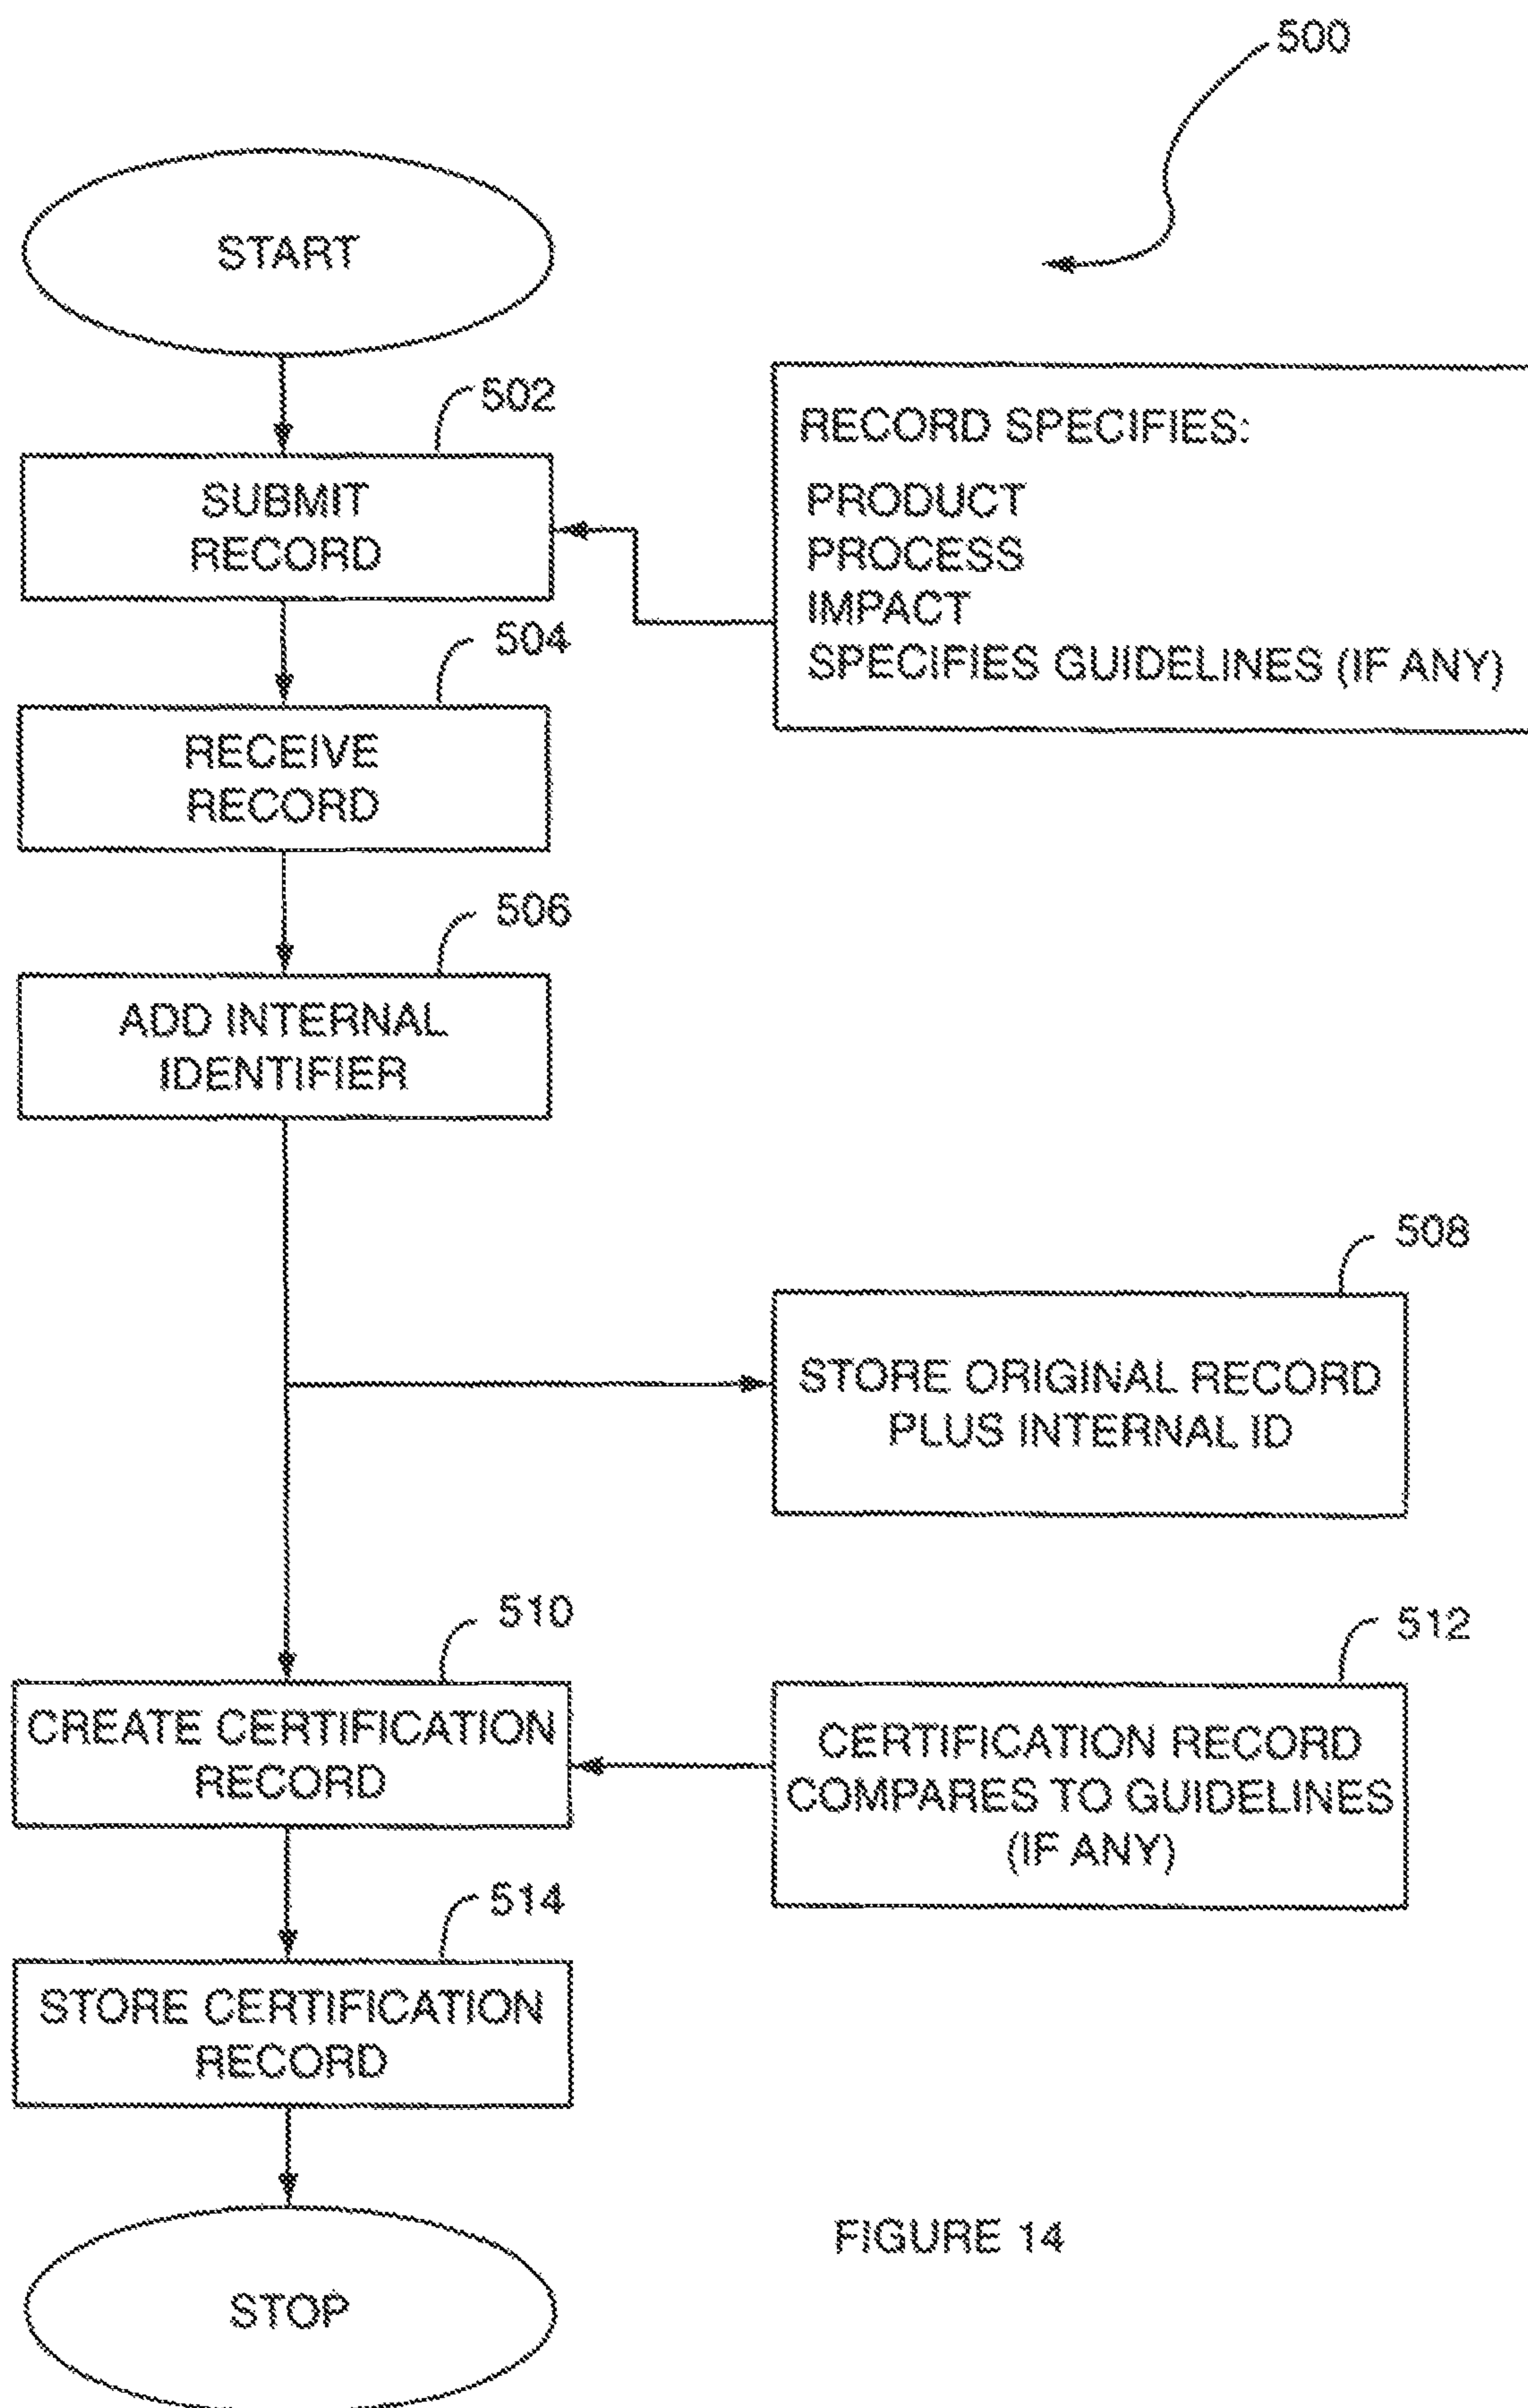 500
START
502
SUBMIT
RECORD
RECORD SPECIFIES:
PRODUCT
PROCESS
IMPACT
SPECIFIES GUIDELINES (IF ANY)
504
RECEIVE
RECORD
506
ADD INTERNAL
IDENTIFIER
508
STORE ORIGINAL RECORD
PLUS INTERNAL ID
510
CREATE CERTIFICATION
RECORD
512
CERTIFICATION RECORD
COMPARES TO GUIDELINES
(IF ANY)
514
STORE CERTIFICATION
RECORD
STOP
FIGURE 14